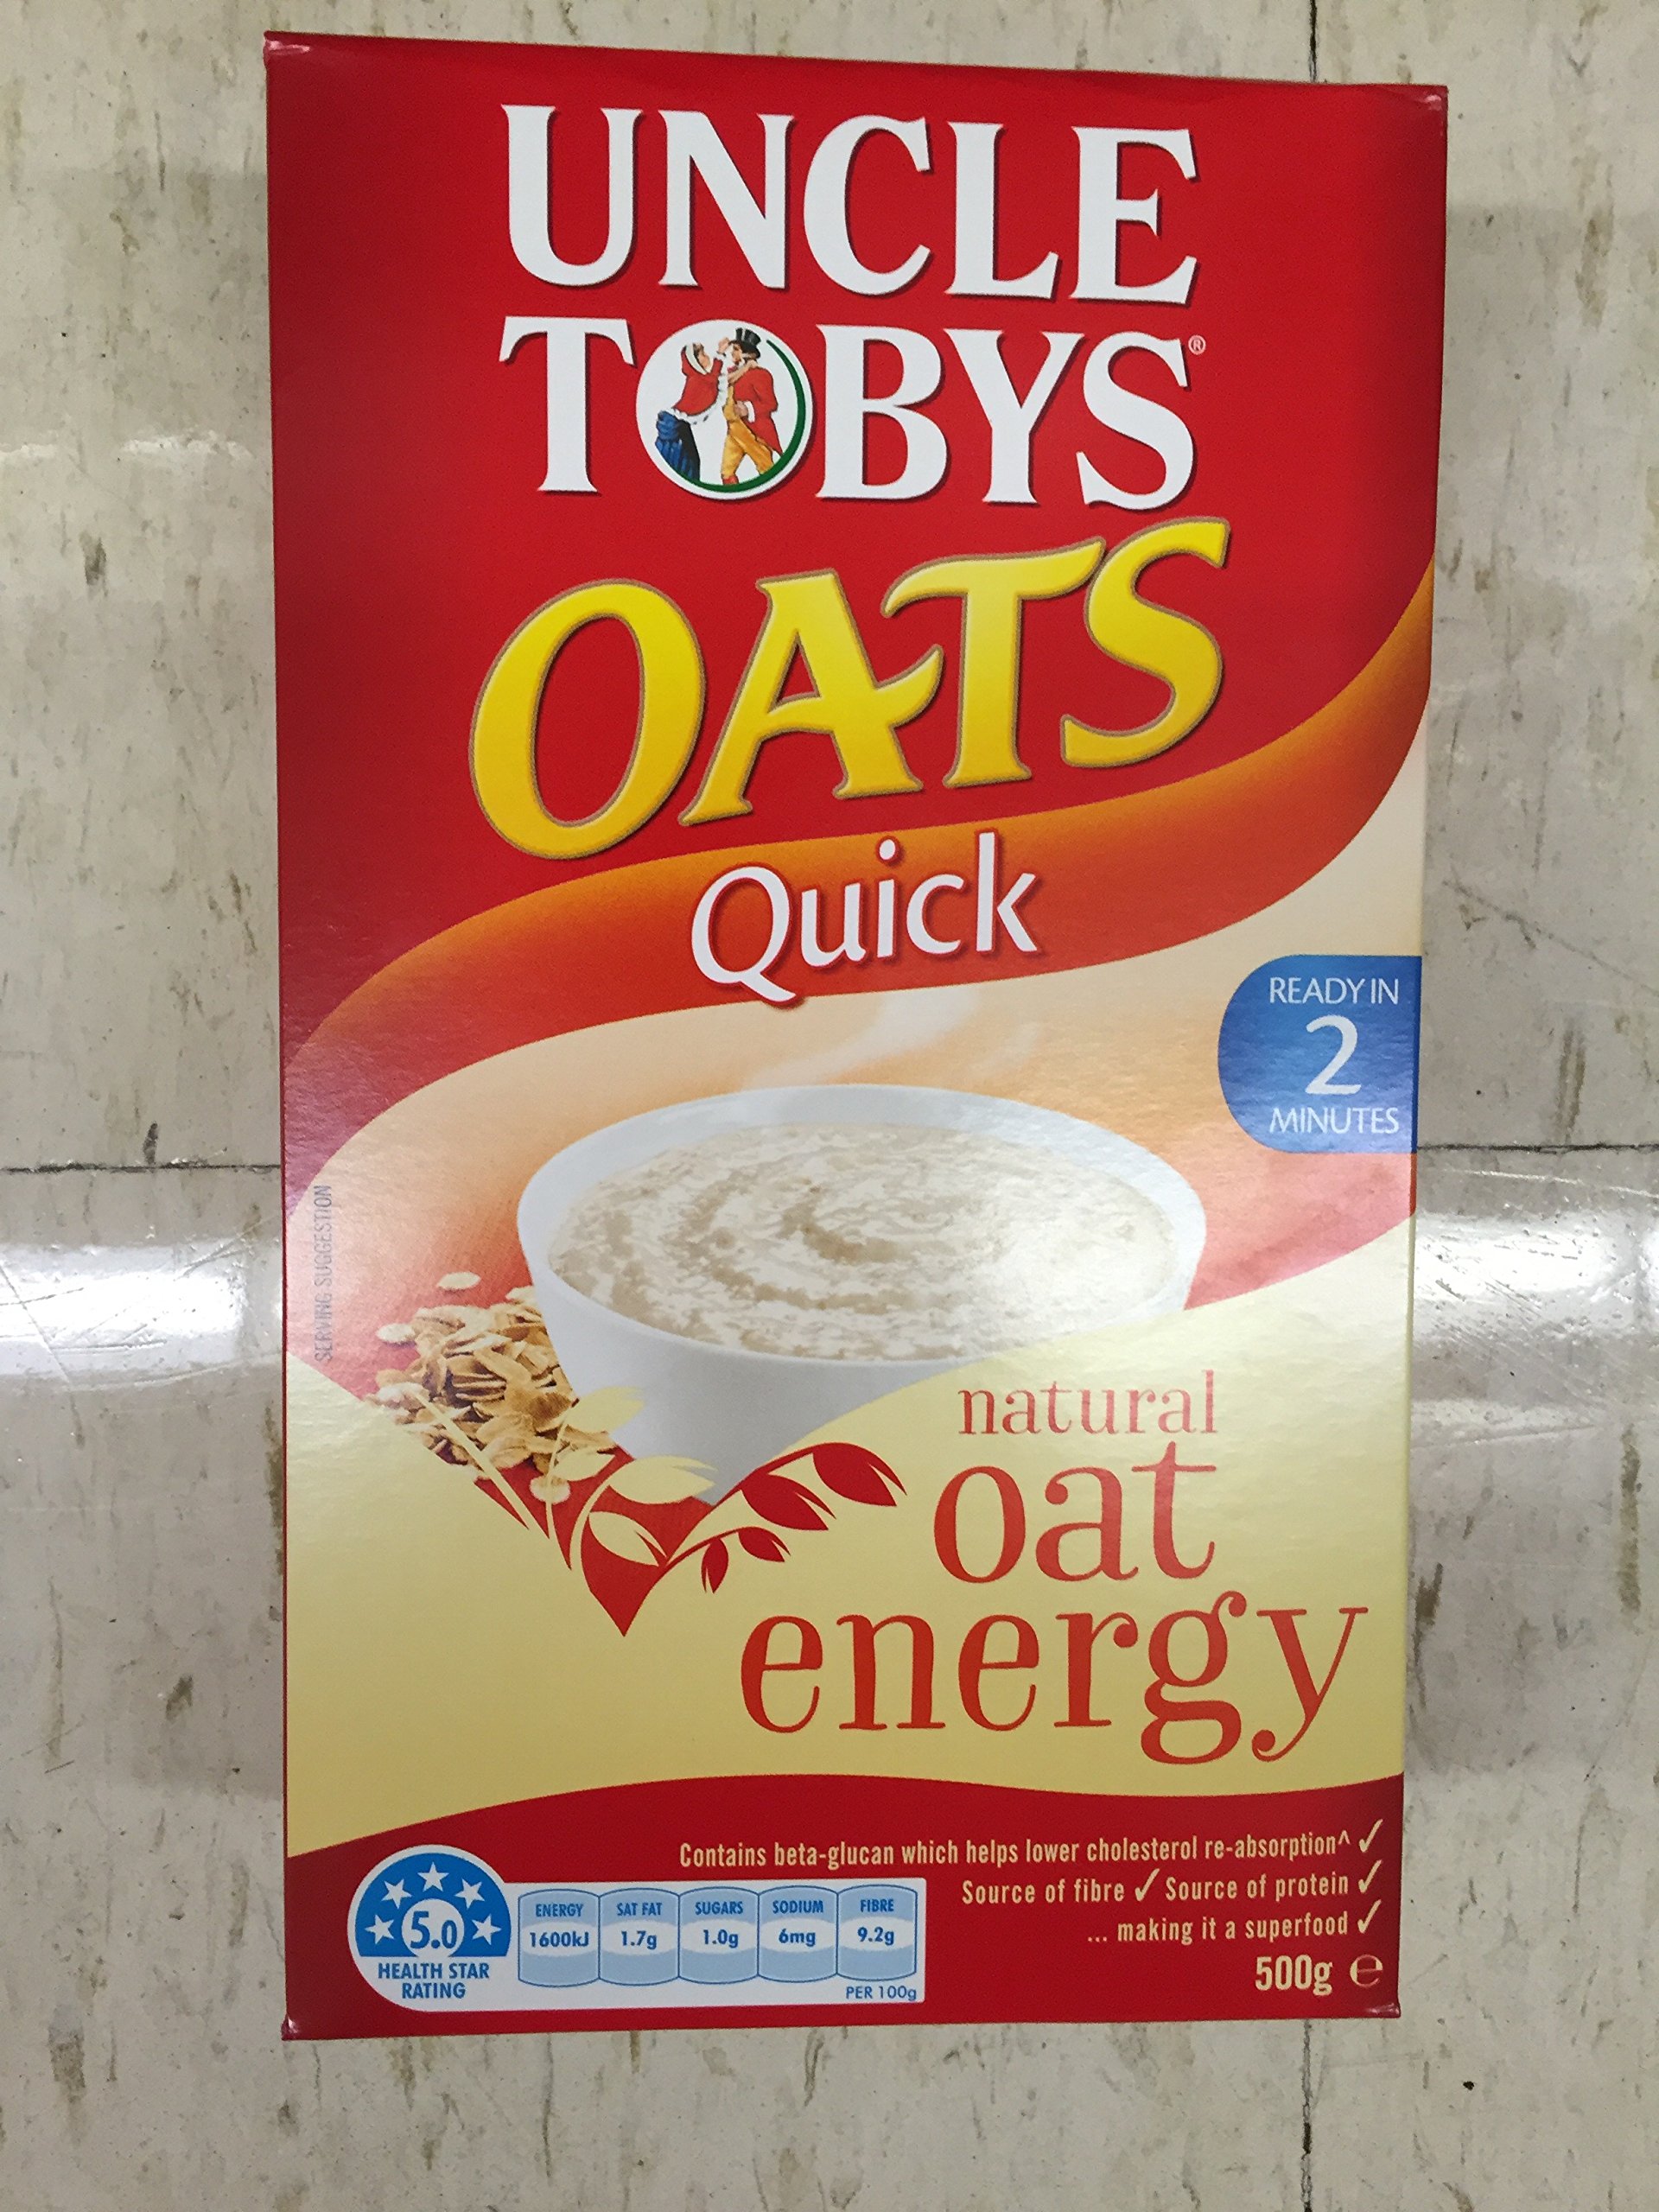 UNCLE
TOBYS®
OATS
Quick
READY IN
2
MINUTES
SERVING SUGGESTION
natural
oat
energy
Contains beta-glucan which helps lower cholesterol re-absorption^ ✓
Source of fibre ✓ Source of protein ✓
... making it a superfood ✓
500g ℮
5.0
HEALTH STAR
RATING
ENERGY SAT FAT SUGARS SODIUM FIBRE
1600kJ 1.7g 1.0g 6mg 9.2g
PER 100g